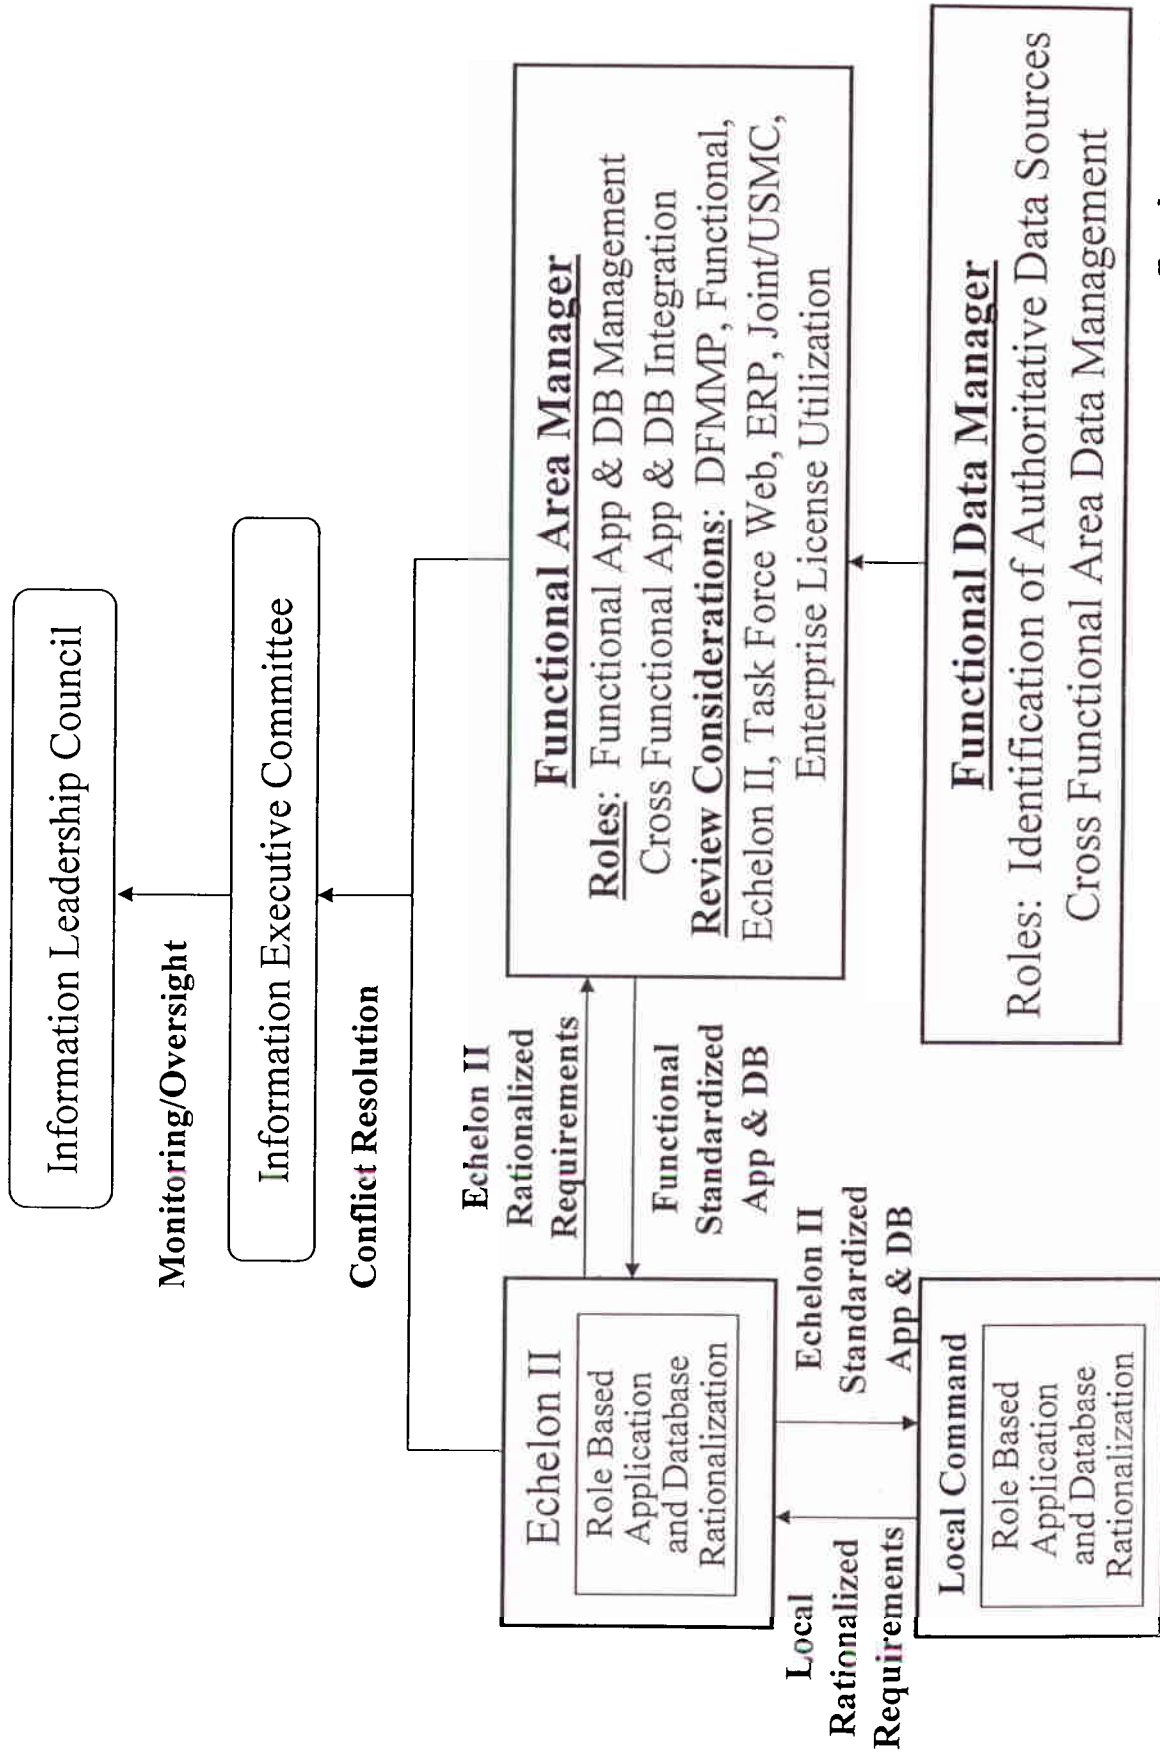 Information Leadership Council
Monitoring/Oversight
Information Executive Committee
Conflict Resolution
Echelon II
Role Based
Application
and Database
Rationalization
Echelon II
Rationalized
Requirements
Functional
Standardized
App & DB
Functional Area Manager
Roles: Functional App & DB Management
Cross Functional App & DB Integration
Review Considerations: DFMMP, Functional,
Echelon II, Task Force Web, ERP, Joint/USMC,
Enterprise License Utilization
Local
Rationalized
Requirements
Echelon II
Standardized
App & DB
Local Command
Role Based
Application
and Database
Rationalization
Functional Data Manager
Roles: Identification of Authoritative Data Sources
Cross Functional Area Data Management